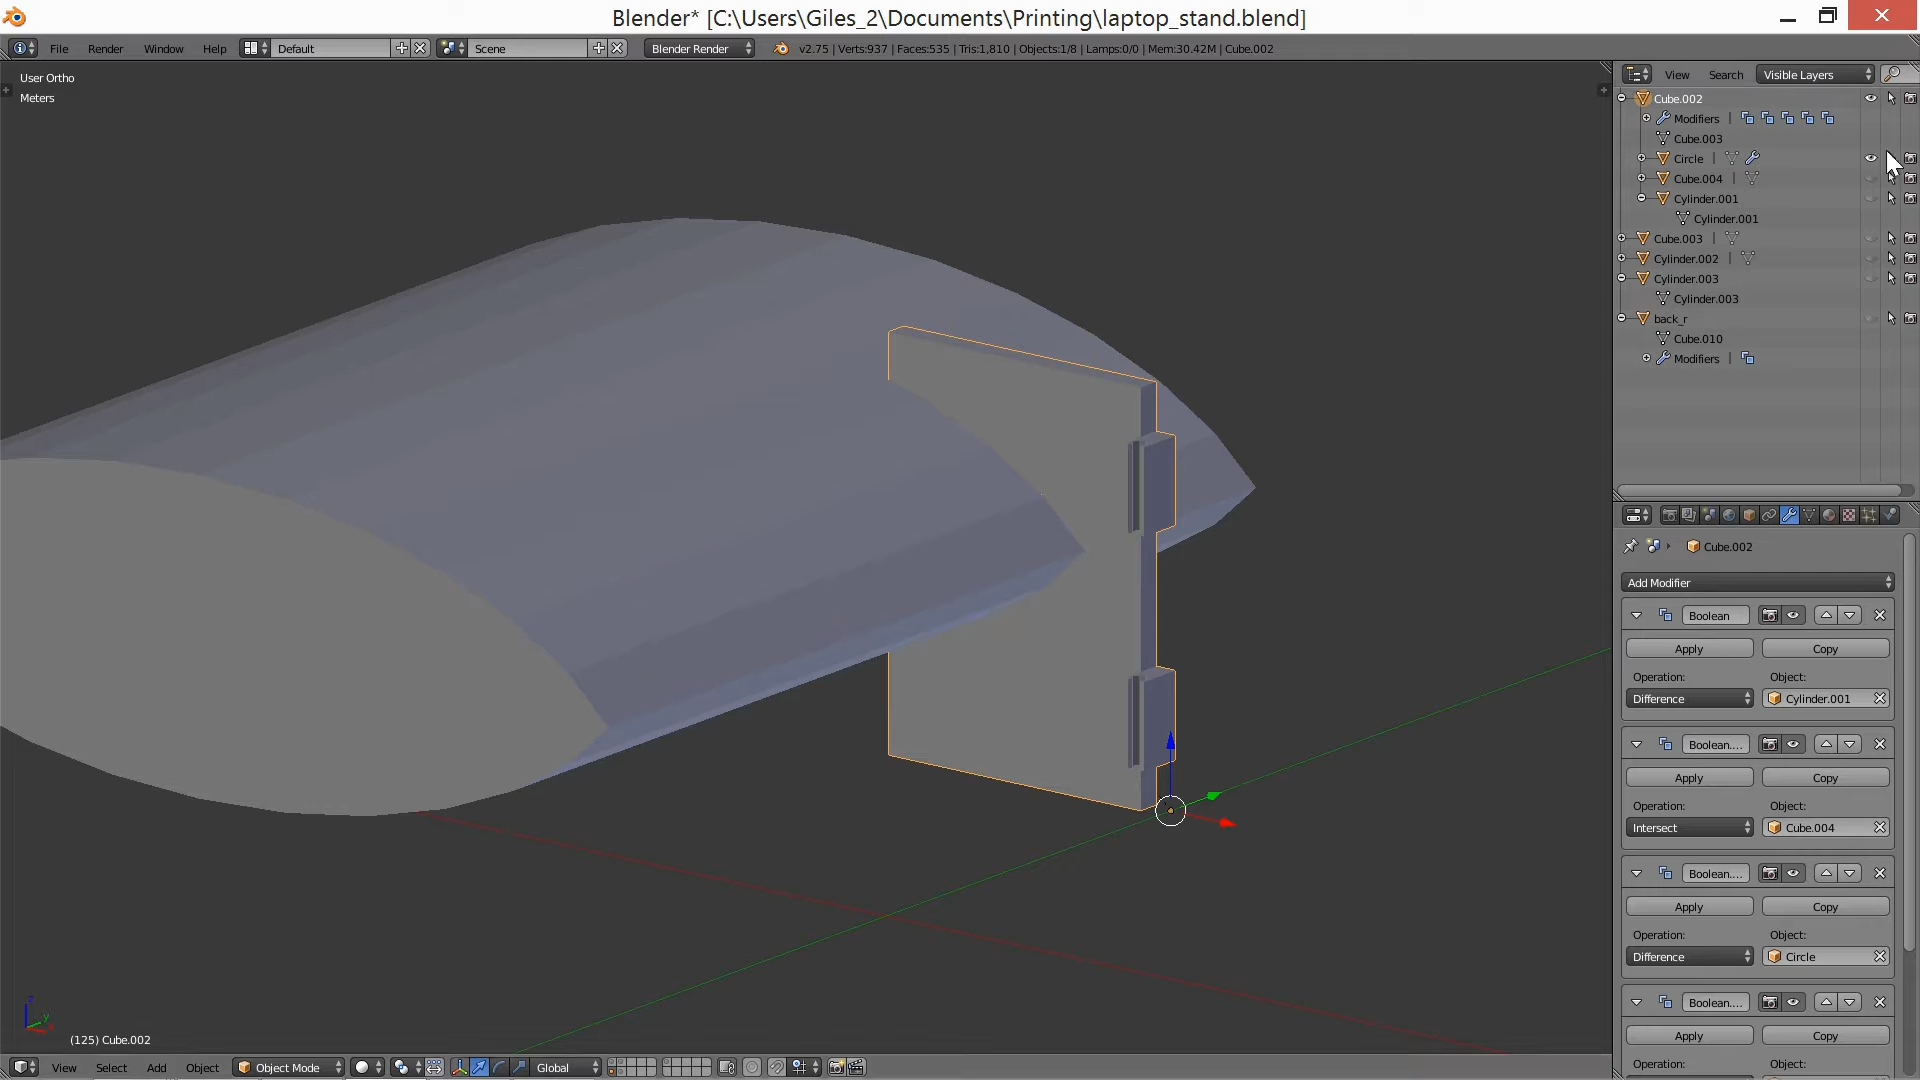 Blender* [C:\Users\Giles_2\Documents\Printing\laptop_stand.blend]
File Render Window Help Default Scene Blender Render v2.75 | Verts:937 | Faces:535 | Tris:1,810 | Objects:1/8 | Lamps:0/0 | Mem:30.42M | Cube.002
User Ortho
Meters
View Search Visible Layers
Cube.002
Modifiers
Cube.003
Circle
Cube.004
Cylinder.001
Cylinder.001
Cube.003
Cylinder.002
Cylinder.003
Cylinder.003
back_r
Cube.010
Modifiers
Cube.002
Add Modifier
Boolean
Apply Copy
Operation: Object:
Difference Cylinder.001
Boolean....
Apply Copy
Operation: Object:
Intersect Cube.004
Boolean....
Apply Copy
Operation: Object:
Difference Circle
Boolean....
Apply Copy
Operation: Object:
z
y
x
(125) Cube.002
View Select Add Object Object Mode Global